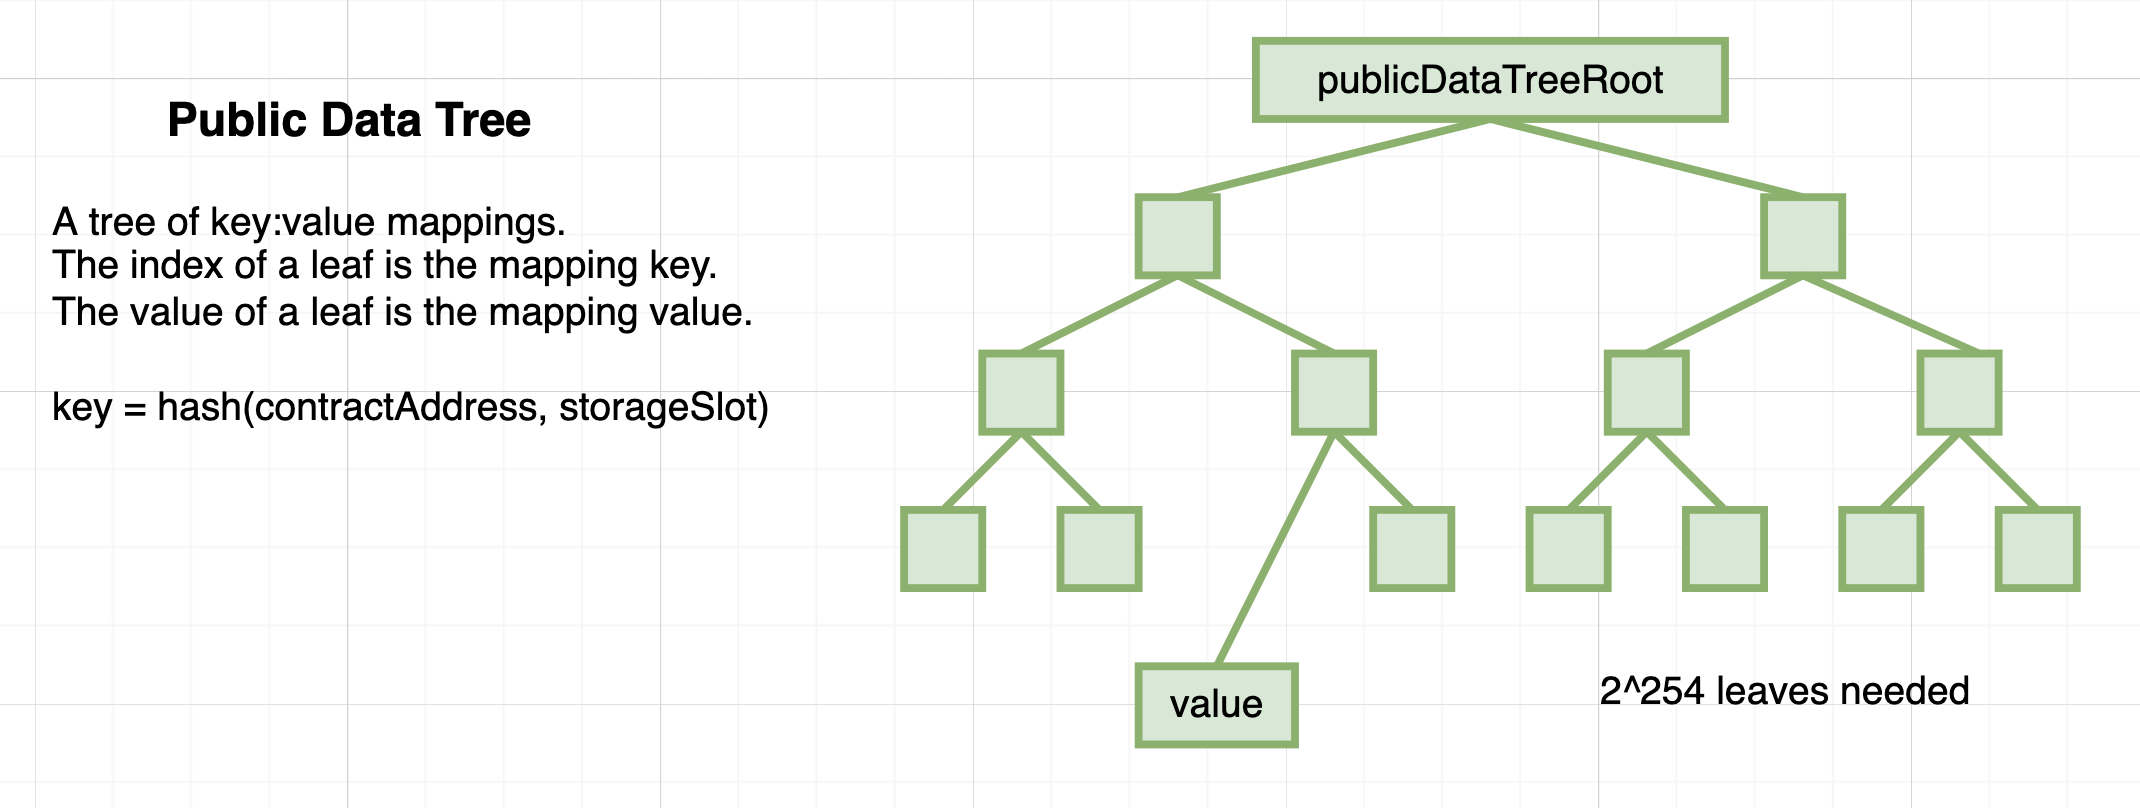 Public Data Tree
A tree of key:value mappings.
The index of a leaf is the mapping key.
The value of a leaf is the mapping value.
key = hash(contractAddress, storageSlot)
publicDataTreeRoot
value
2^254 leaves needed